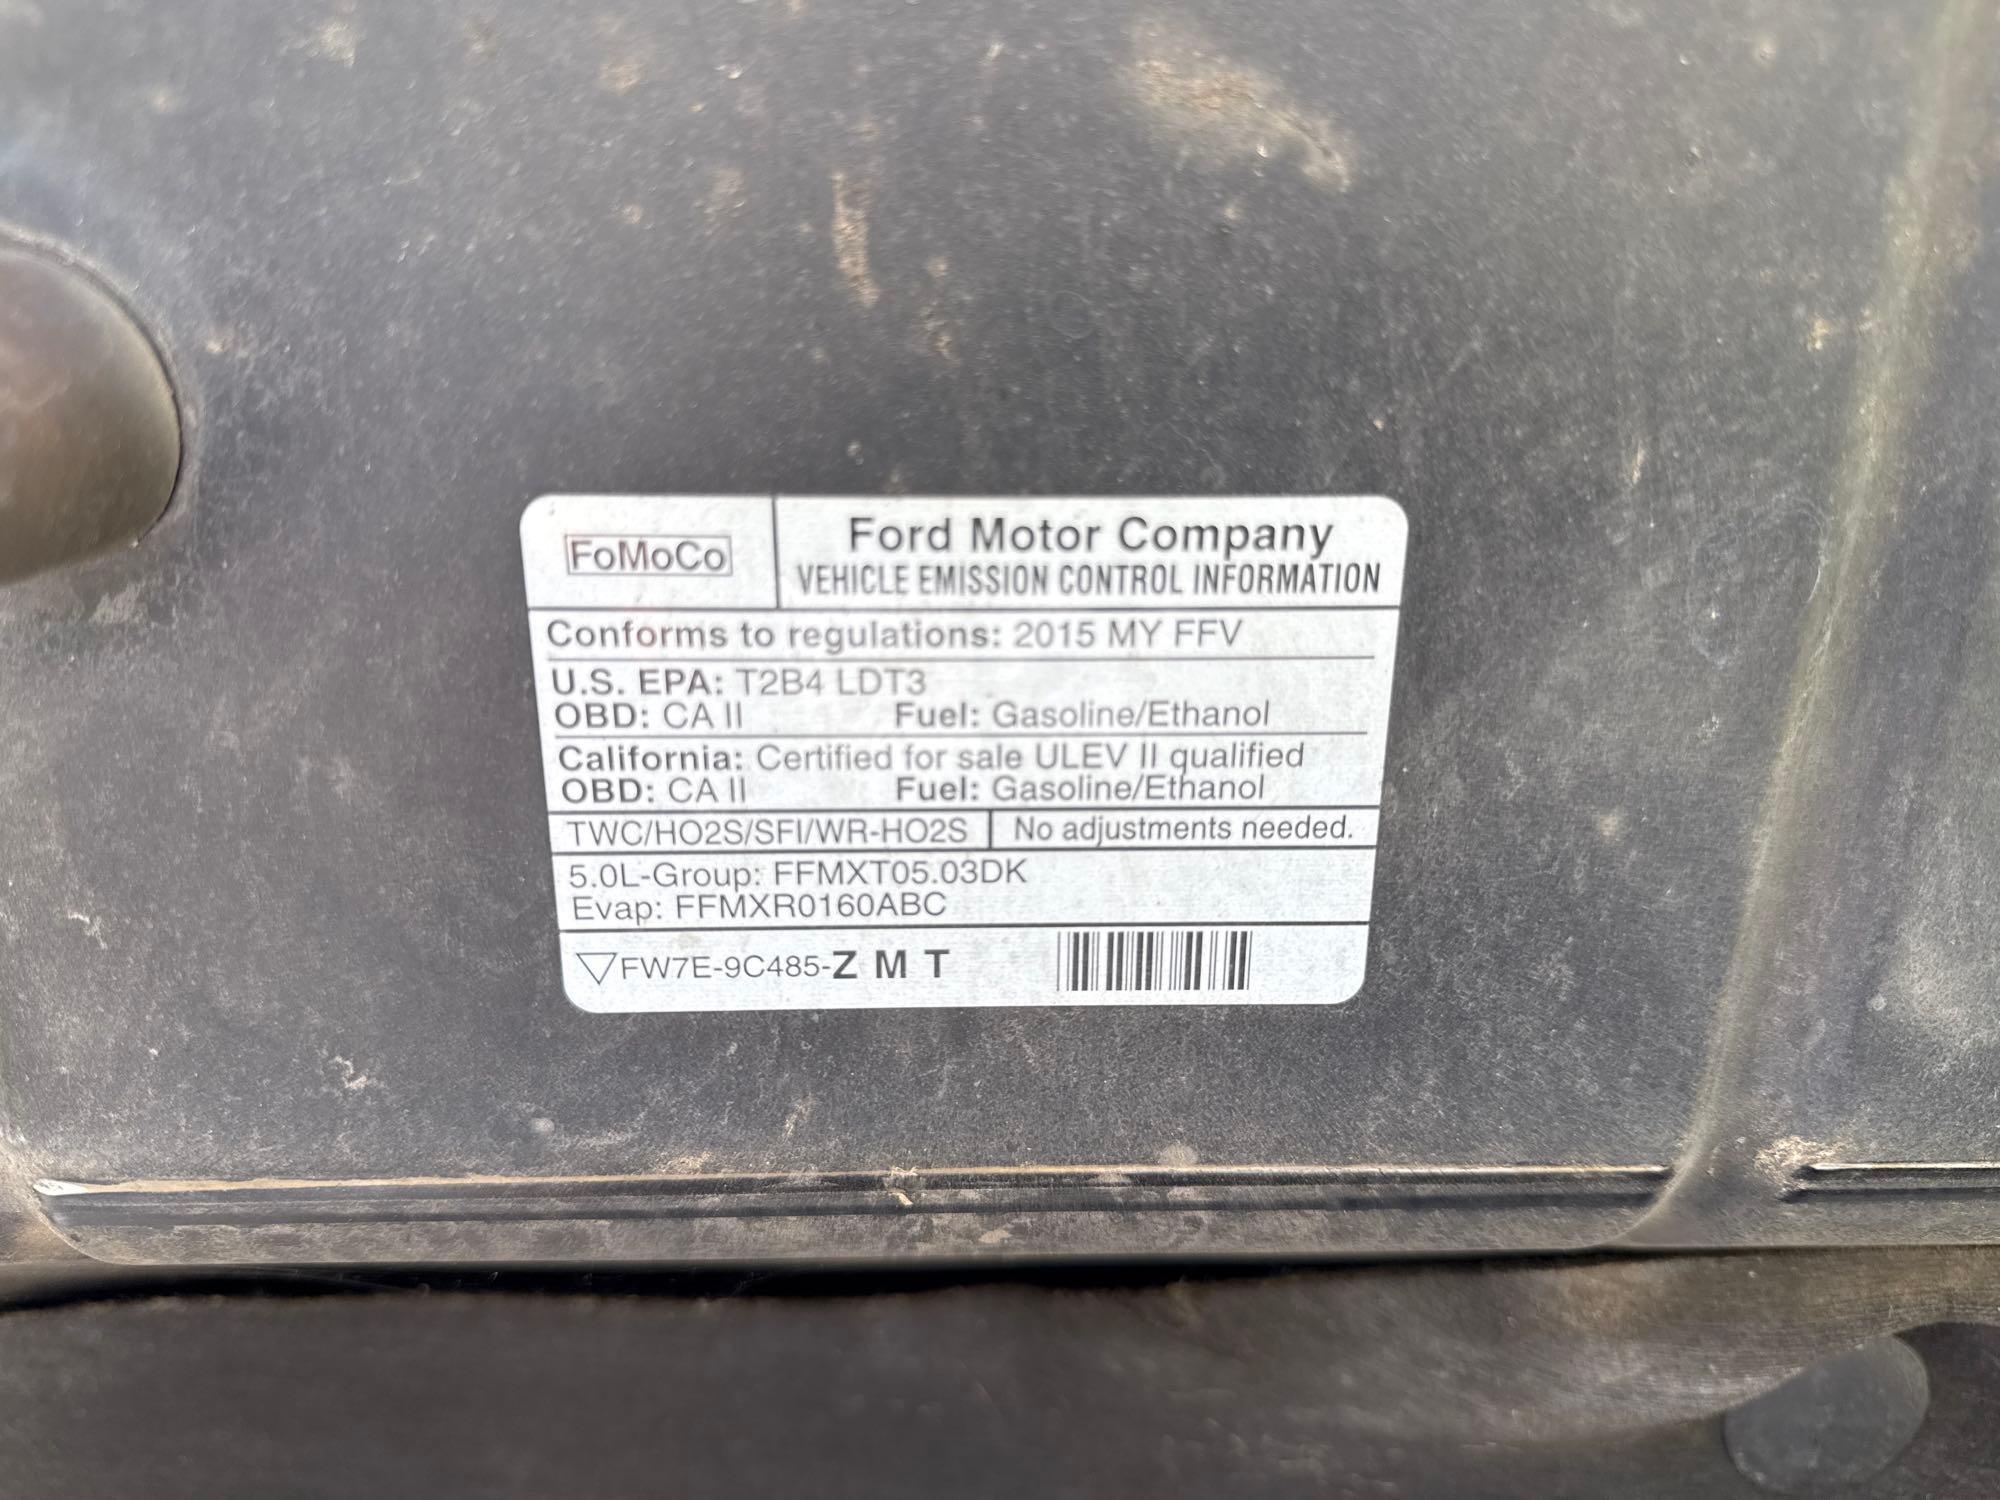 FoMoCo
Ford Motor Company
VEHICLE EMISSION CONTROL INFORMATION
Conforms to regulations: 2015 MY FFV
U.S. EPA: T2B4 LDT3
OBD: CA II Fuel: Gasoline/Ethanol
California: Certified for sale ULEV II qualified
OBD: CA II Fuel: Gasoline/Ethanol
TWC/HO2S/SFI/WR-HO2S No adjustments needed.
5.0L-Group: FFMXT05.03DK
Evap: FFMXR0160ABC
FW7E-9C485-Z M T